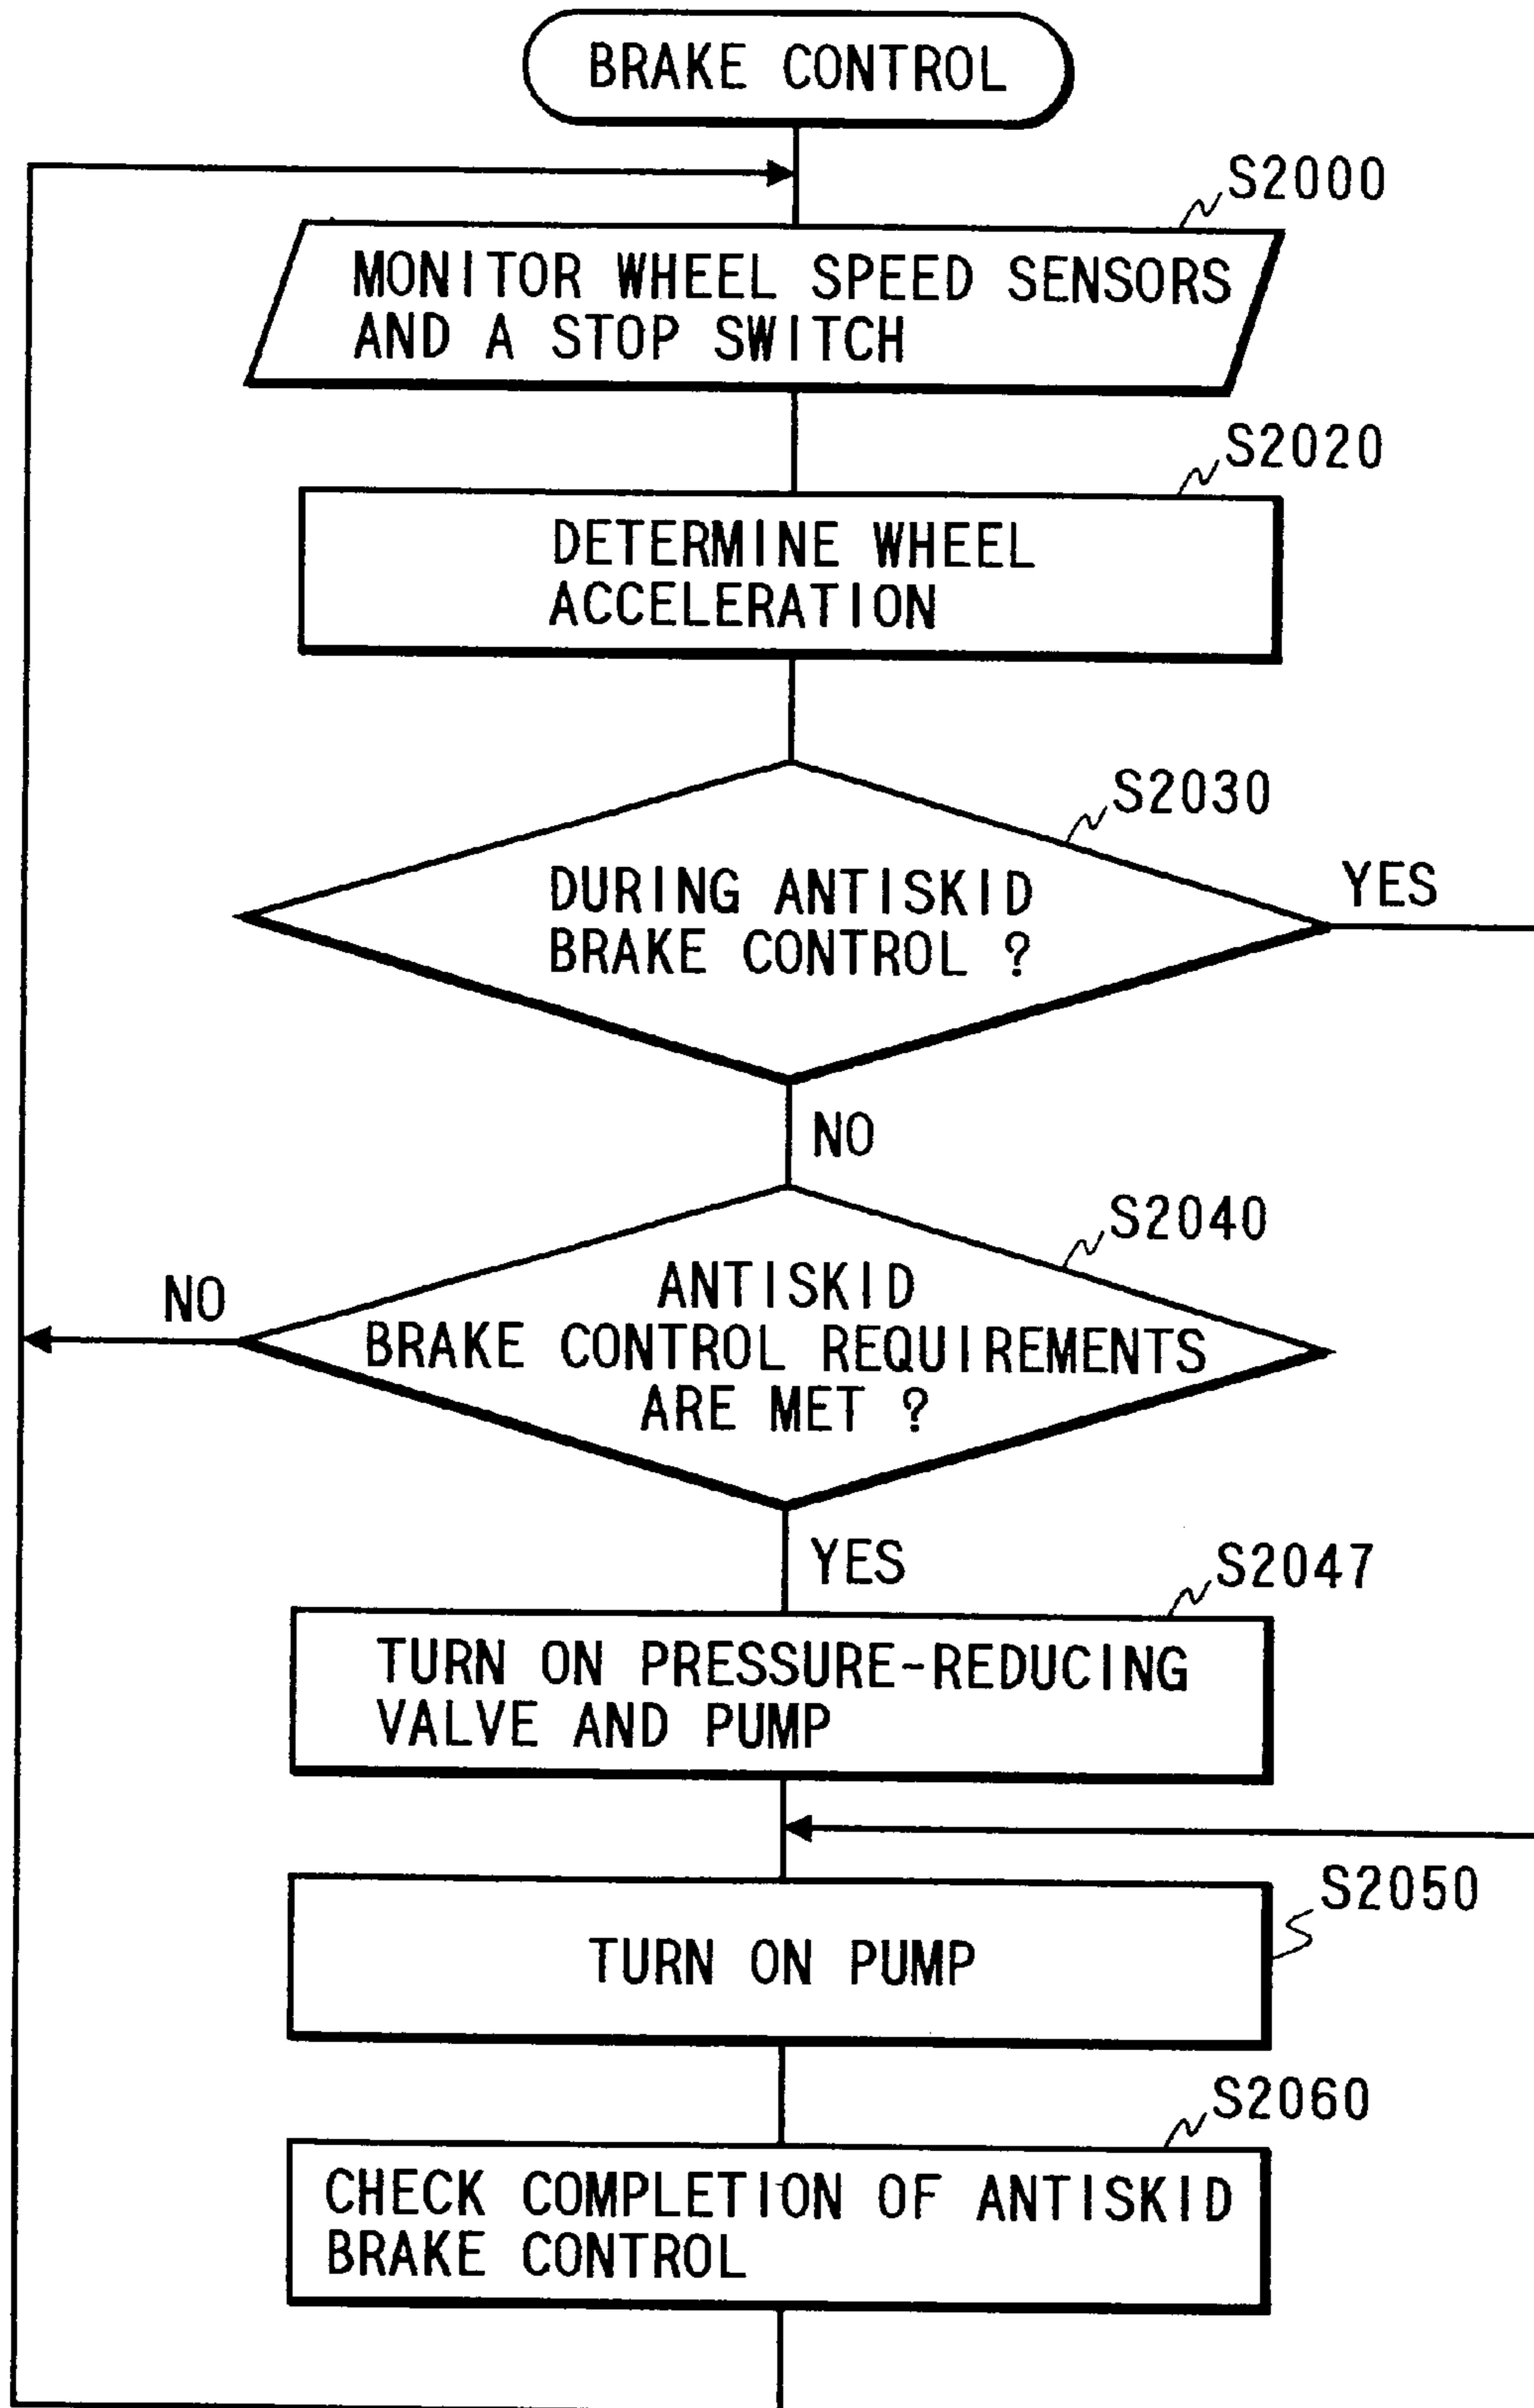 BRAKE CONTROL
S2000
MONITOR WHEEL SPEED SENSORS
AND A STOP SWITCH
S2020
DETERMINE WHEEL
ACCELERATION
S2030
DURING ANTISKID
BRAKE CONTROL ?
YES
NO
S2040
ANTISKID
BRAKE CONTROL REQUIREMENTS
ARE MET ?
NO
YES
S2047
TURN ON PRESSURE-REDUCING
VALVE AND PUMP
S2050
TURN ON PUMP
S2060
CHECK COMPLETION OF ANTISKID
BRAKE CONTROL